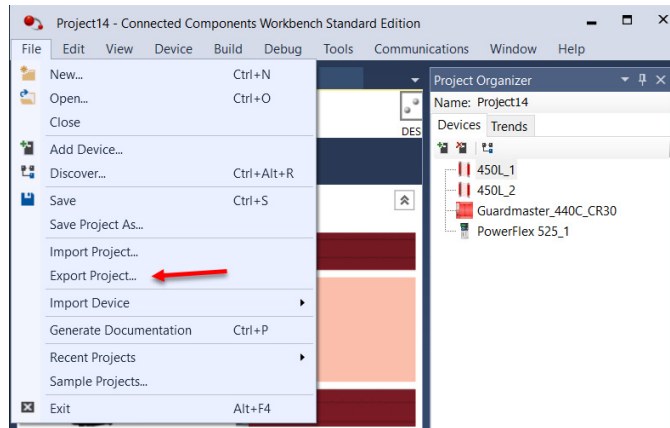 Project14 - Connected Components Workbench Standard Edition
File Edit View Device Build Debug Tools Communications Window Help
New... Ctrl+N
Open... Ctrl+O
Close
Add Device...
Discover... Ctrl+Alt+R
Save Ctrl+S
Save Project As...
Import Project...
Export Project...
Import Device
Generate Documentation Ctrl+P
Recent Projects
Sample Projects...
Exit Alt+F4
DES
Project Organizer
Name: Project14
Devices Trends
450L_1
450L_2
Guardmaster_440C_CR30
PowerFlex 525_1